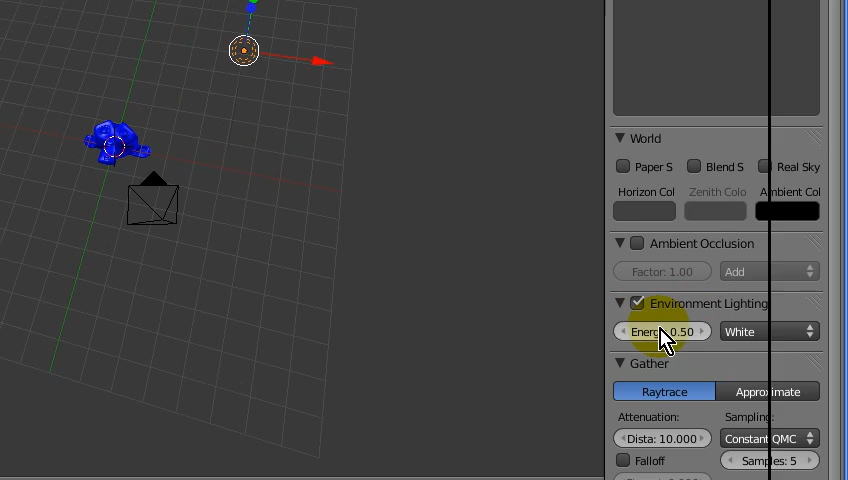 World
Paper S Blend S Real Sky
Horizon Col Zenith Colo Ambient Col
Ambient Occlusion
Factor: 1.00 Add
Environment Lighting
Energ 0.50 White
Gather
Raytrace Approximate
Attenuation: Sampling:
Dista: 10.000 Constant QMC
Falloff Samples: 5